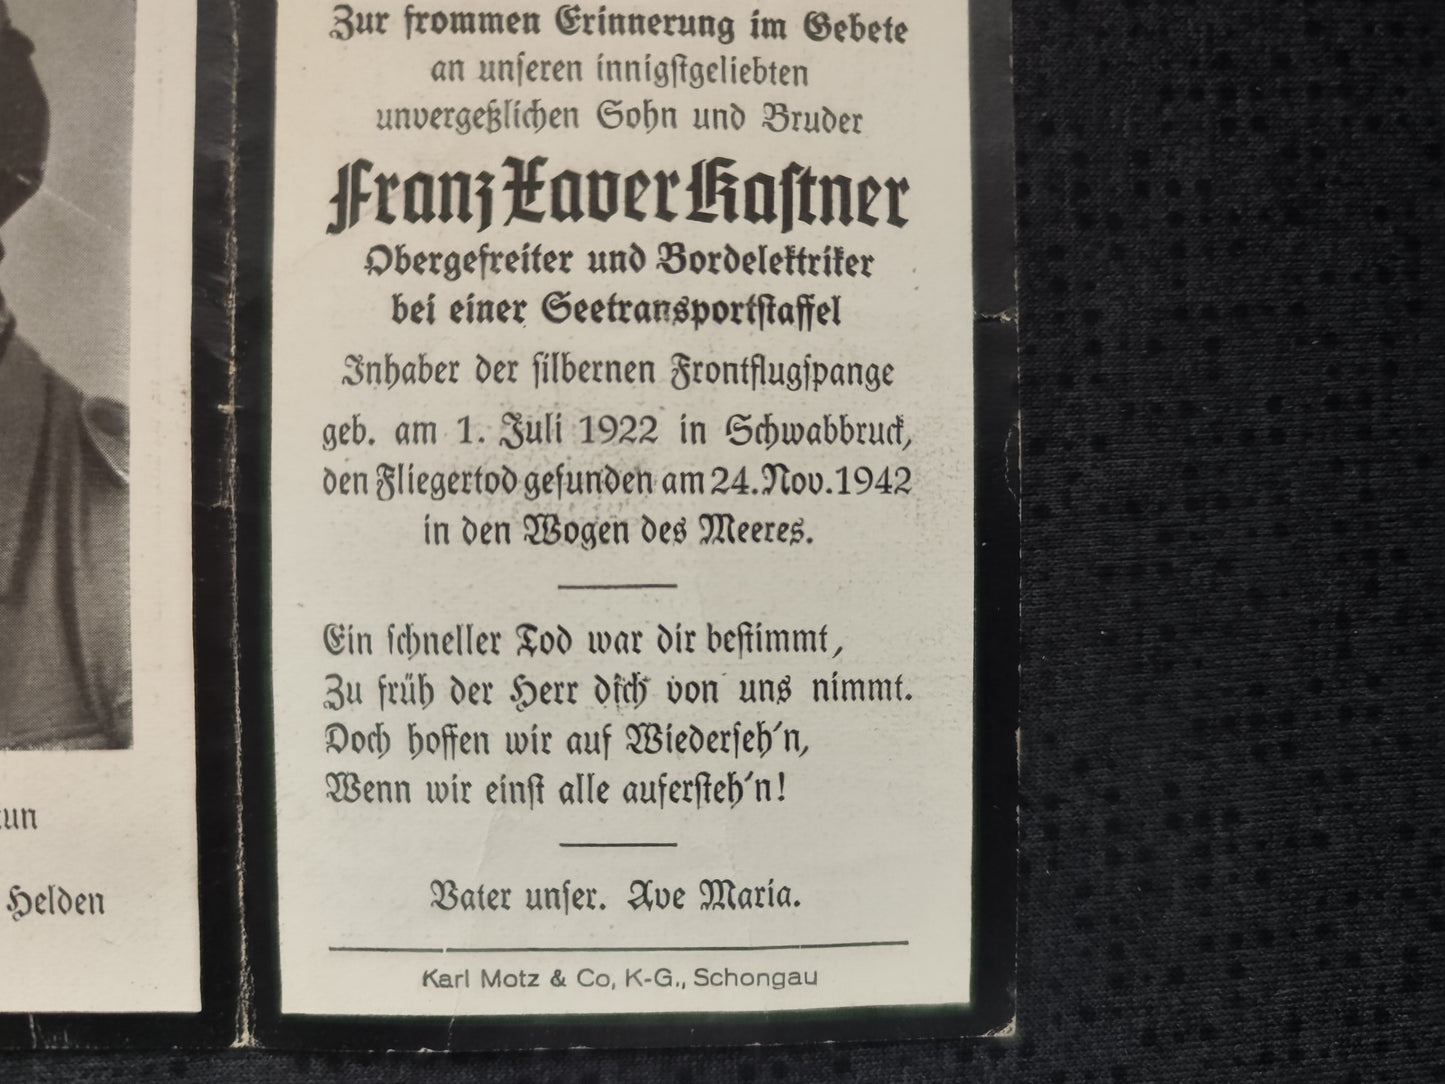 Zur frommen Erinnerung im Gebete
an unseren innigstgeliebten
unvergeßlichen Sohn und Bruder
Franz Xaver Kastner
Obergefreiter und Bordelektriker
bei einer Seetransportstaffel
Inhaber der silbernen Frontflugspange
geb. am 1. Juli 1922 in Schwabbruck,
den Fliegertod gefunden am 24. Nov. 1942
in den Wogen des Meeres.
Ein schneller Tod war dir bestimmt,
Zu früh der Herr dich von uns nimmt.
Doch hoffen wir auf Wiederseh'n,
Wenn wir einst alle aufersteh'n!
Vater unser. Ave Maria.
Karl Motz & Co, K-G., Schongau
Helden